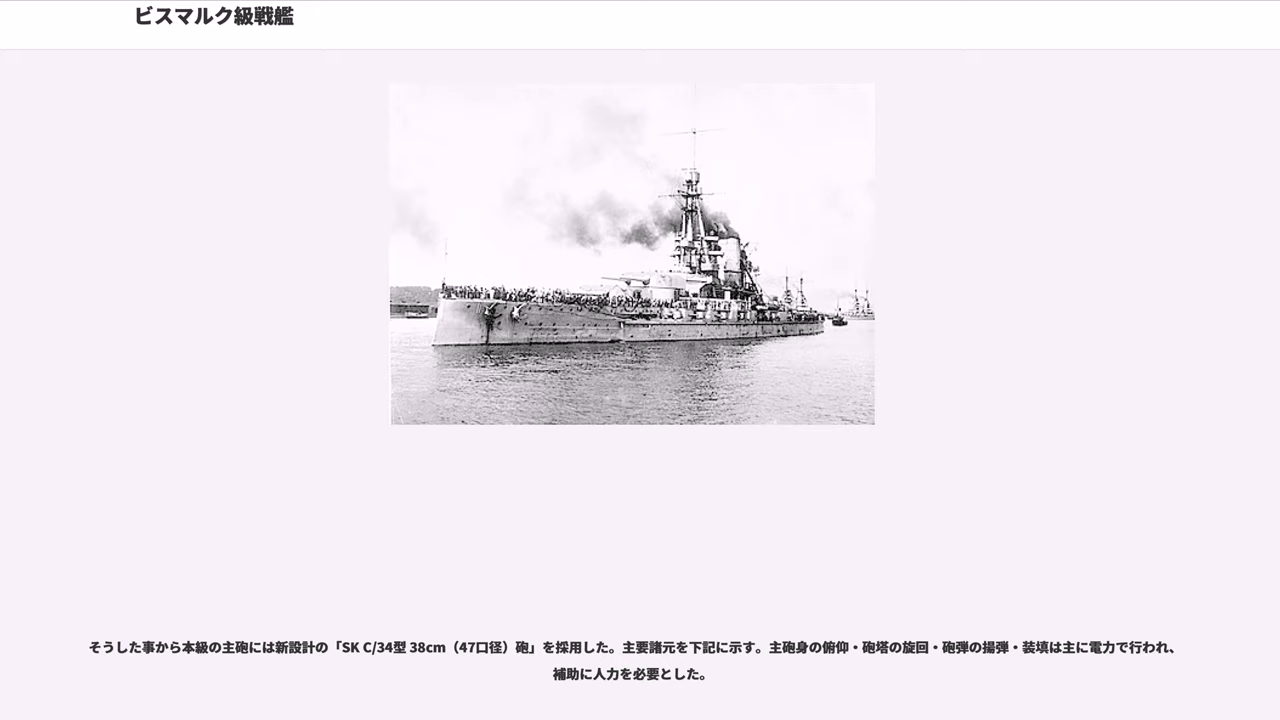 ビスマルク級戦艦
そうした事から本級の主砲には新設計の「SK C/34型 38cm（47口径）砲」を採用した。主要諸元を下記に示す。主砲身の俯仰・砲塔の旋回・砲弾の揚弾・装填は主に電力で行われ、
補助に人力を必要とした。